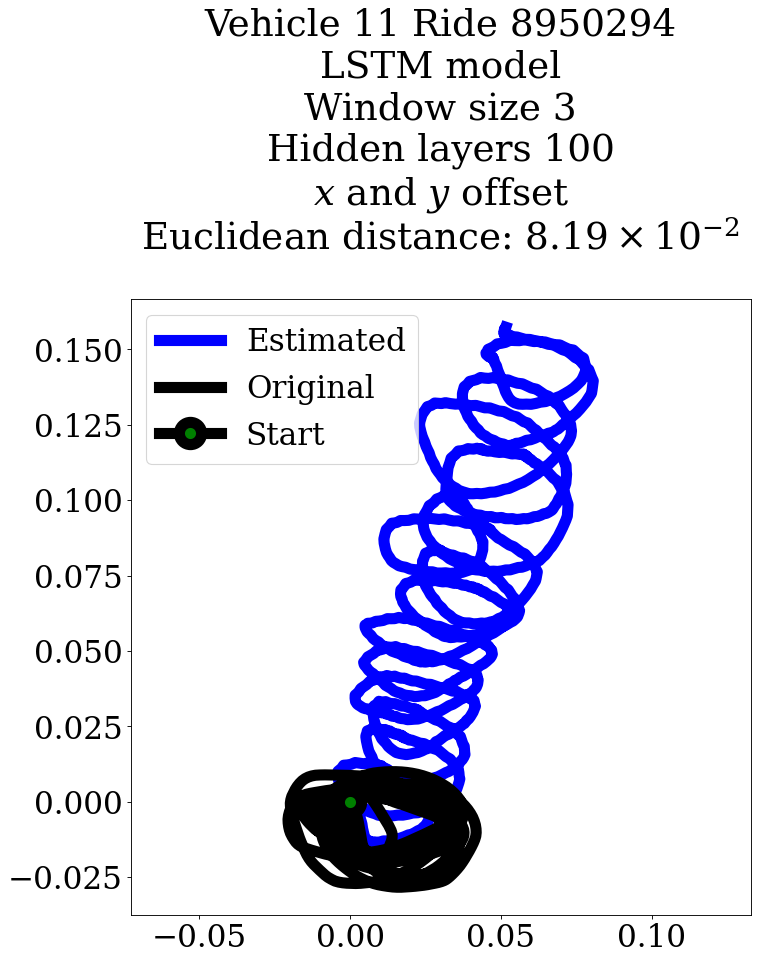 Vehicle 11 Ride 8950294
LSTM model
Window size 3
Hidden layers 100
x and y offset
Euclidean distance: 8.19 × 10⁻²
Estimated
Original
Start
0.150
0.125
0.100
0.075
0.050
0.025
0.000
−0.025
−0.05 0.00 0.05 0.10